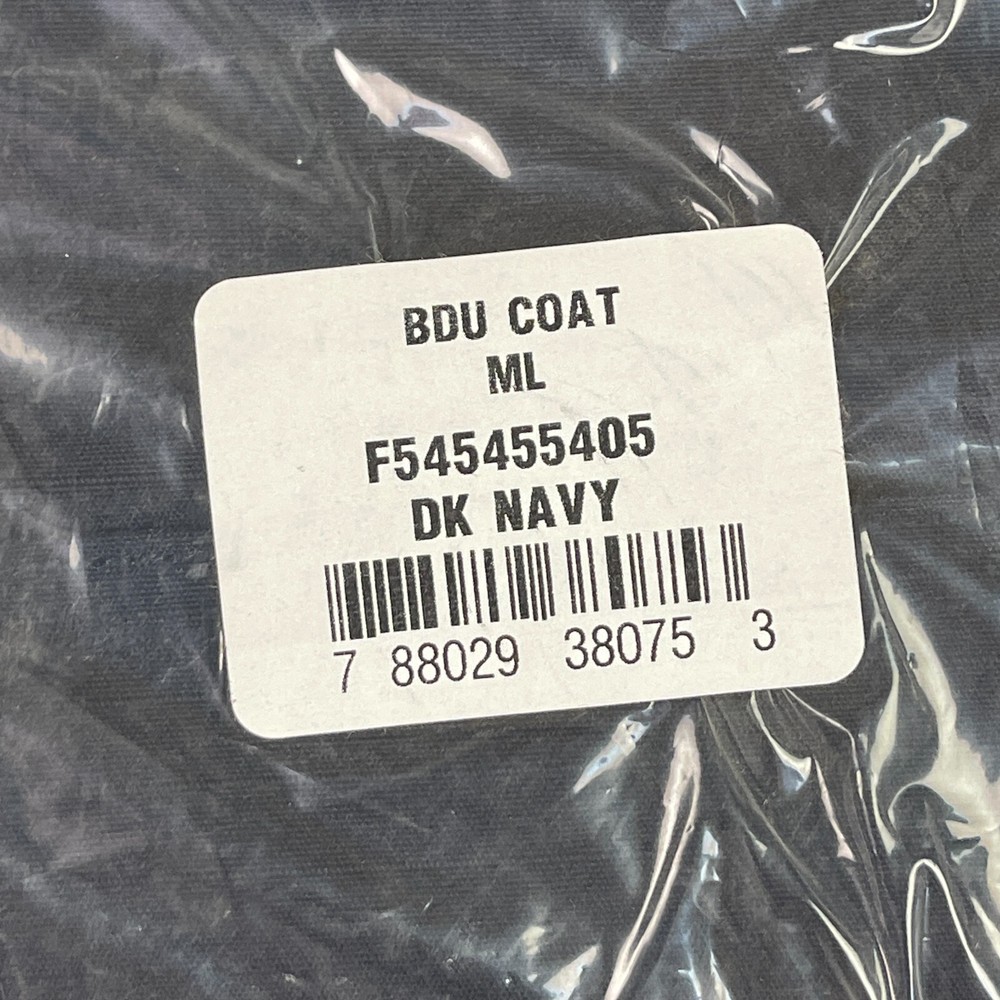 BDU COAT
ML
F545455405
DK NAVY
7 88029 38075 3